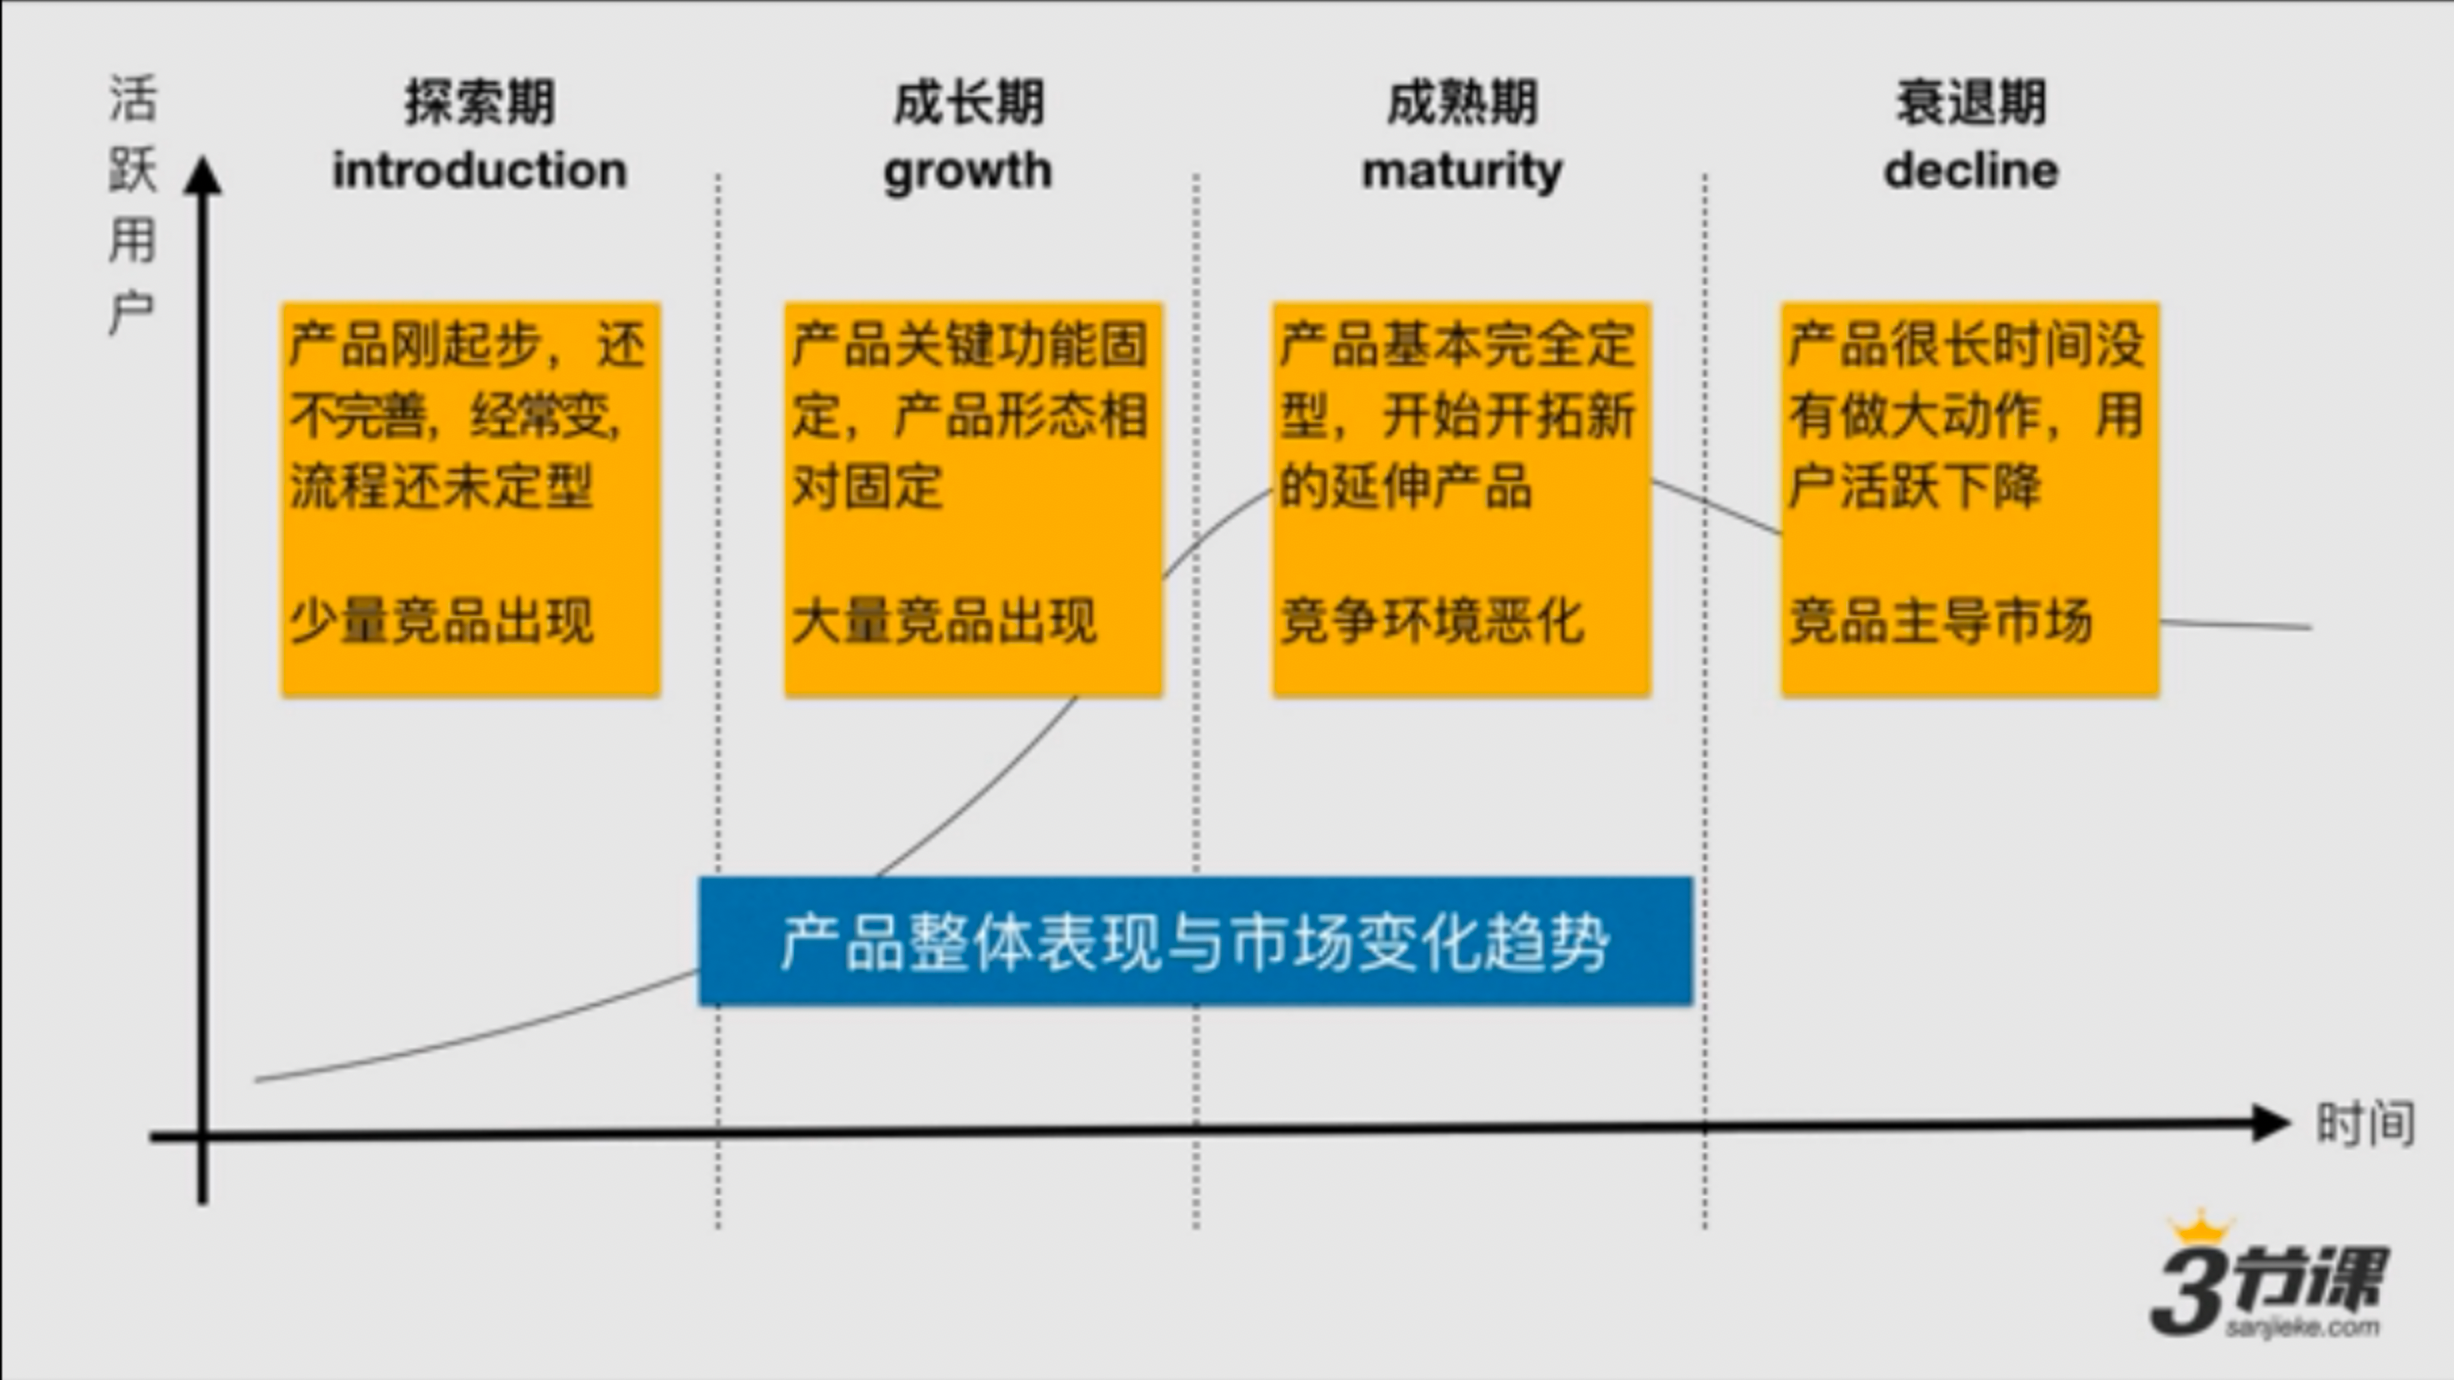 活跃用户
探索期
introduction
成长期
growth
成熟期
maturity
衰退期
decline
产品刚起步，还
不完善，经常变，
流程还未定型
少量竞品出现
产品关键功能固
定，产品形态相
对固定
大量竞品出现
产品基本完全定
型，开始开拓新
的延伸产品
竞争环境恶化
产品很长时间没
有做大动作，用
户活跃下降
竞品主导市场
产品整体表现与市场变化趋势
时间
3节课
sanjieke.com